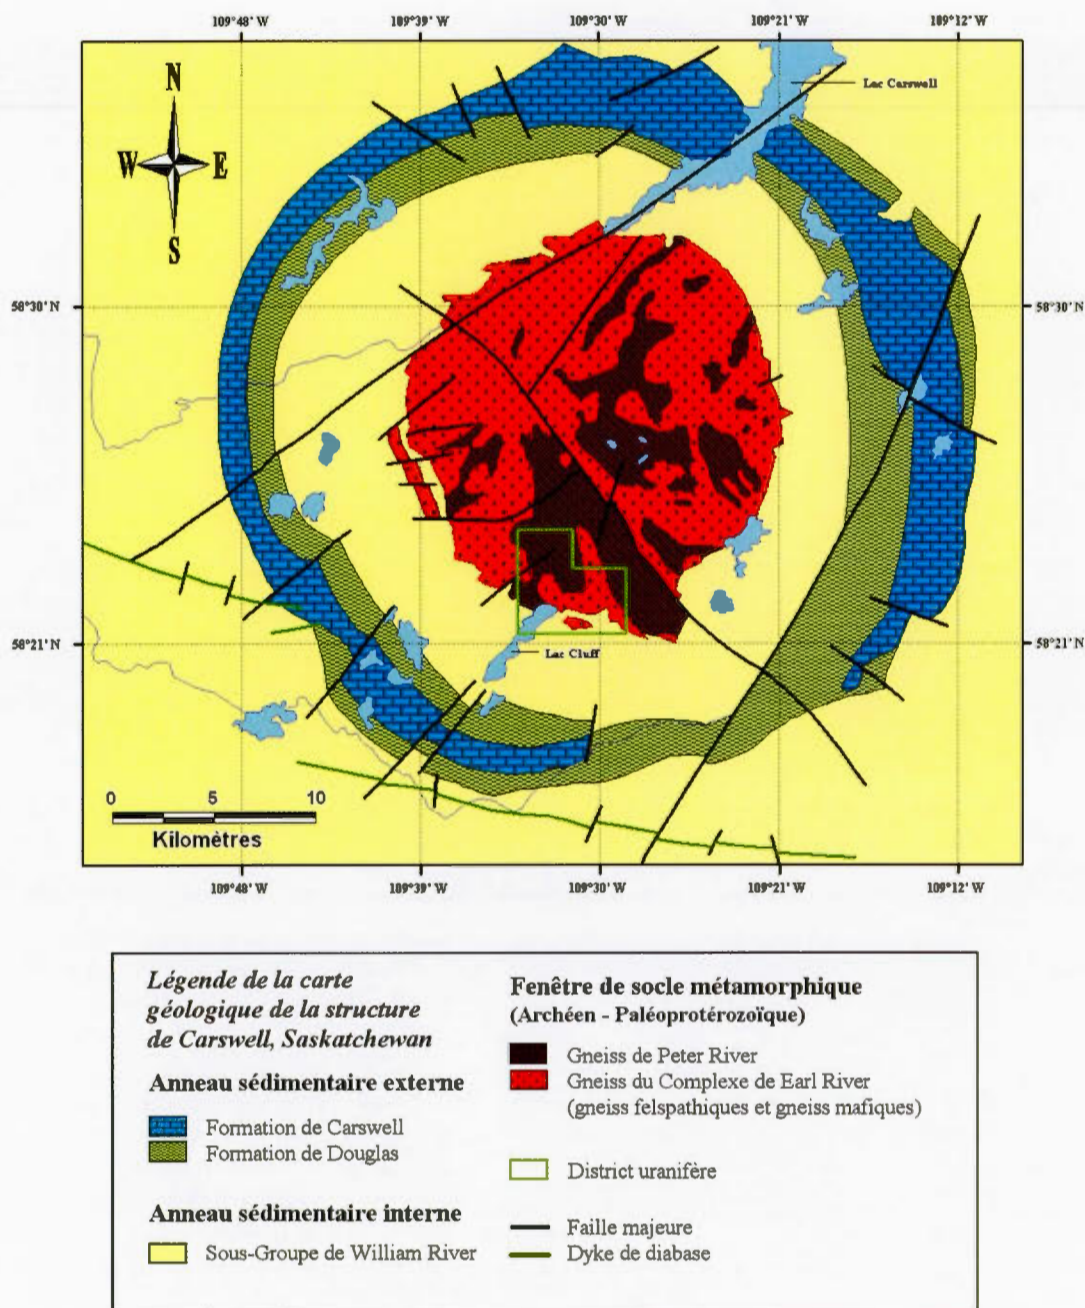 109°48' W
109°39' W
109°30' W
109°21' W
109°12' W
Lac Carswell
N
W E
S
58°30' N
58°30' N
58°21' N
58°21' N
Lac Cluff
0 5 10
Kilomètres
109°48' W
109°39' W
109°30' W
109°21' W
109°12' W
Légende de la carte
géologique de la structure
de Carswell, Saskatchewan
Anneau sédimentaire externe
Formation de Carswell
Formation de Douglas
Anneau sédimentaire interne
Sous-Groupe de William River
Fenêtre de socle métamorphique
(Archéen - Paléoprotérozoïque)
Gneiss de Peter River
Gneiss du Complexe de Earl River
(gneiss felspathiques et gneiss mafiques)
District uranifère
Faille majeure
Dyke de diabase